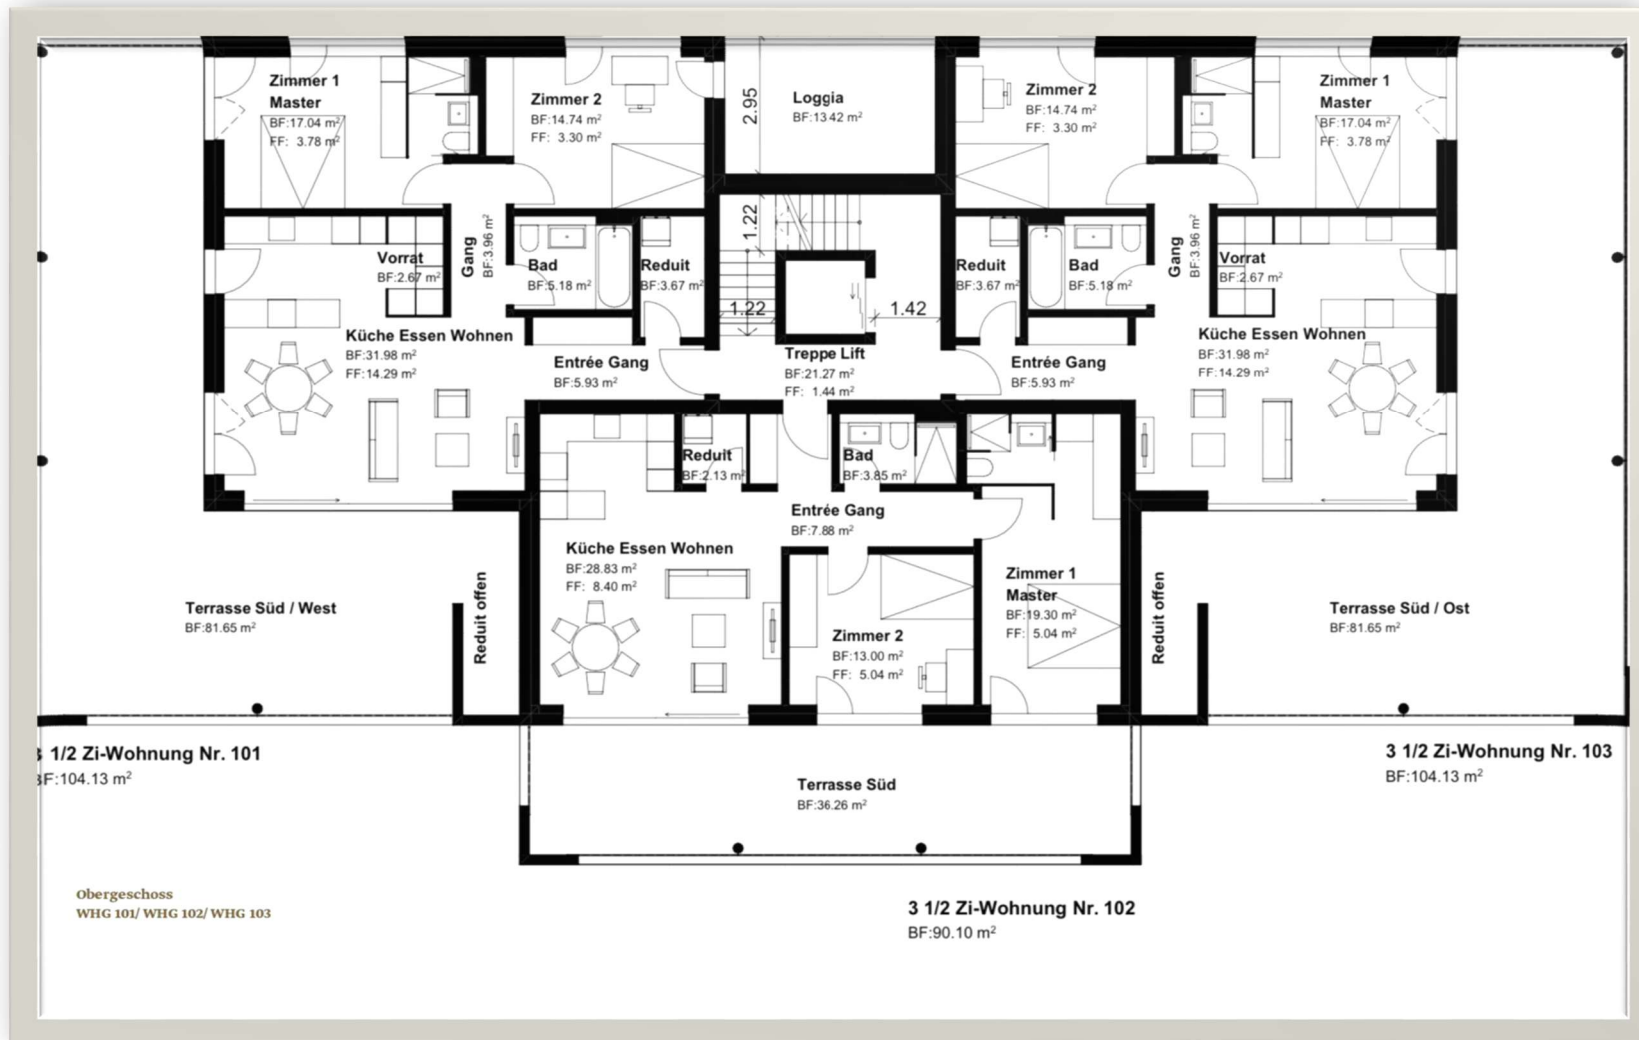 Zimmer 1
Master
BF:17.04 m²
FF: 3.78 m²
Zimmer 2
BF:14.74 m²
FF: 3.30 m²
2.95
Loggia
BF:13.42 m²
Zimmer 2
BF:14.74 m²
FF: 3.30 m²
Zimmer 1
Master
BF:17.04 m²
FF: 3.78 m²
Vorrat
BF:2.67 m²
Gang
BF:3.96 m²
Bad
BF:5.18 m²
Reduit
BF:3.67 m²
1.22
1.22
1.42
Reduit
BF:3.67 m²
Bad
BF:5.18 m²
Gang
BF:3.96 m²
Vorrat
BF:2.67 m²
Küche Essen Wohnen
BF:31.98 m²
FF:14.29 m²
Entrée Gang
BF:5.93 m²
Treppe Lift
BF:21.27 m²
FF: 1.44 m²
Entrée Gang
BF:5.93 m²
Küche Essen Wohnen
BF:31.98 m²
FF:14.29 m²
Reduit
BF:2.13 m²
Bad
BF:3.85 m²
Entrée Gang
BF:7.88 m²
Küche Essen Wohnen
BF:28.83 m²
FF: 8.40 m²
Zimmer 1
Master
BF:19.30 m²
FF: 5.04 m²
Zimmer 2
BF:13.00 m²
FF: 5.04 m²
Terrasse Süd / West
BF:81.65 m²
Reduit offen
Reduit offen
Terrasse Süd / Ost
BF:81.65 m²
3 1/2 Zi-Wohnung Nr. 101
BF:104.13 m²
3 1/2 Zi-Wohnung Nr. 103
BF:104.13 m²
Terrasse Süd
BF:36.26 m²
Obergeschoss
WHG 101/ WHG 102/ WHG 103
3 1/2 Zi-Wohnung Nr. 102
BF:90.10 m²